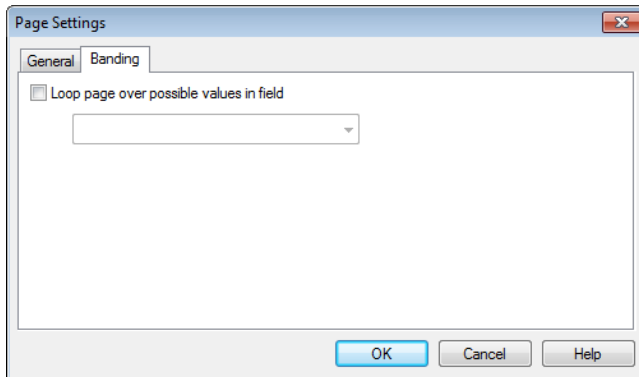 Page Settings
General Banding
Loop page over possible values in field
OK Cancel Help